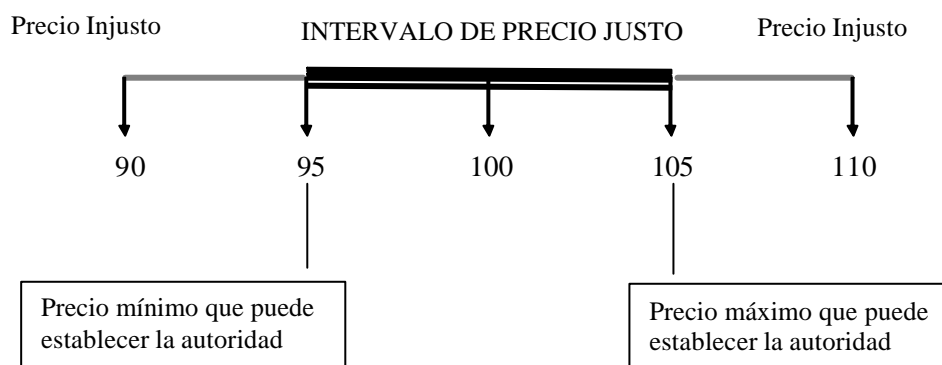 Precio Injusto
INTERVALO DE PRECIO JUSTO
Precio Injusto
90
95
100
105
110
Precio mínimo que puede
establecer la autoridad
Precio máximo que puede
establecer la autoridad